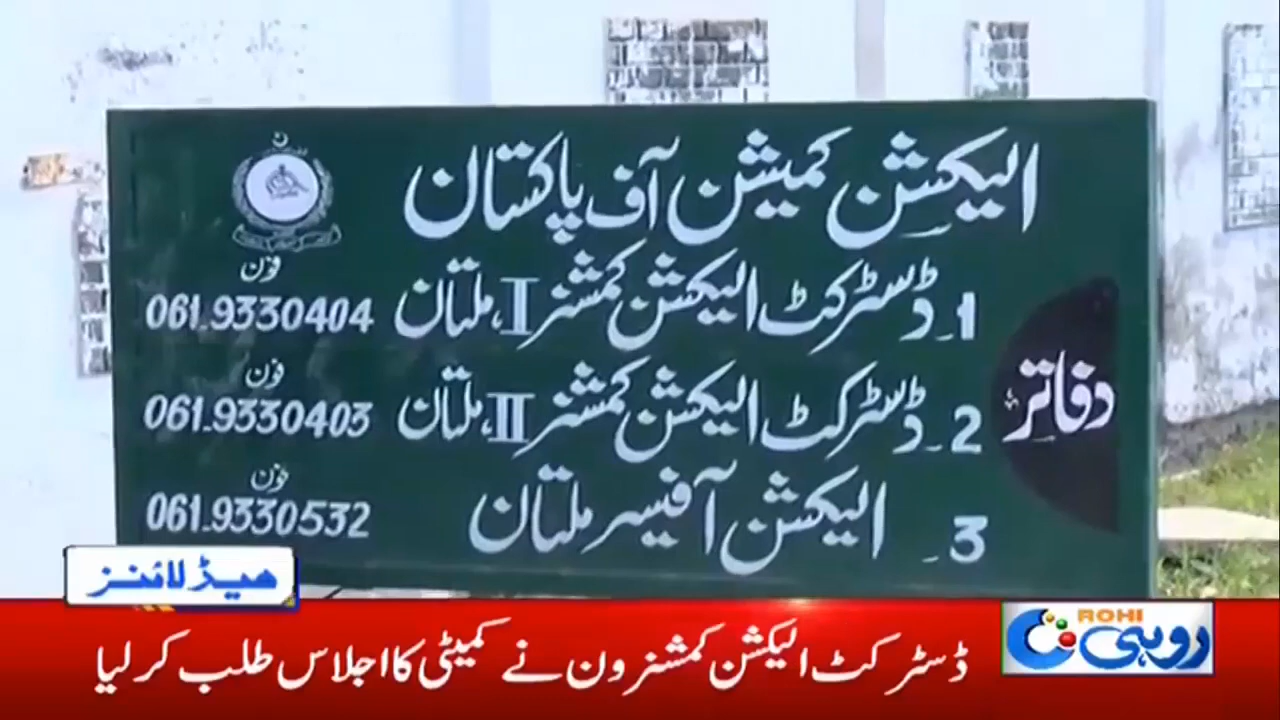 الیکشن کمیشن آف پاکستان
دفاتر
1۔ ڈسٹرکٹ الیکشن کمشنر I، ملتان فون 061-9330404
2۔ ڈسٹرکٹ الیکشن کمشنر II، ملتان فون 061-9330403
3۔ الیکشن آفیسر ملتان فون 061-9330532
ھیڈلائنز
ROHI
روہی
ڈسٹرکٹ الیکشن کمشنر ون نے کمیٹی کا اجلاس طلب کر لیا